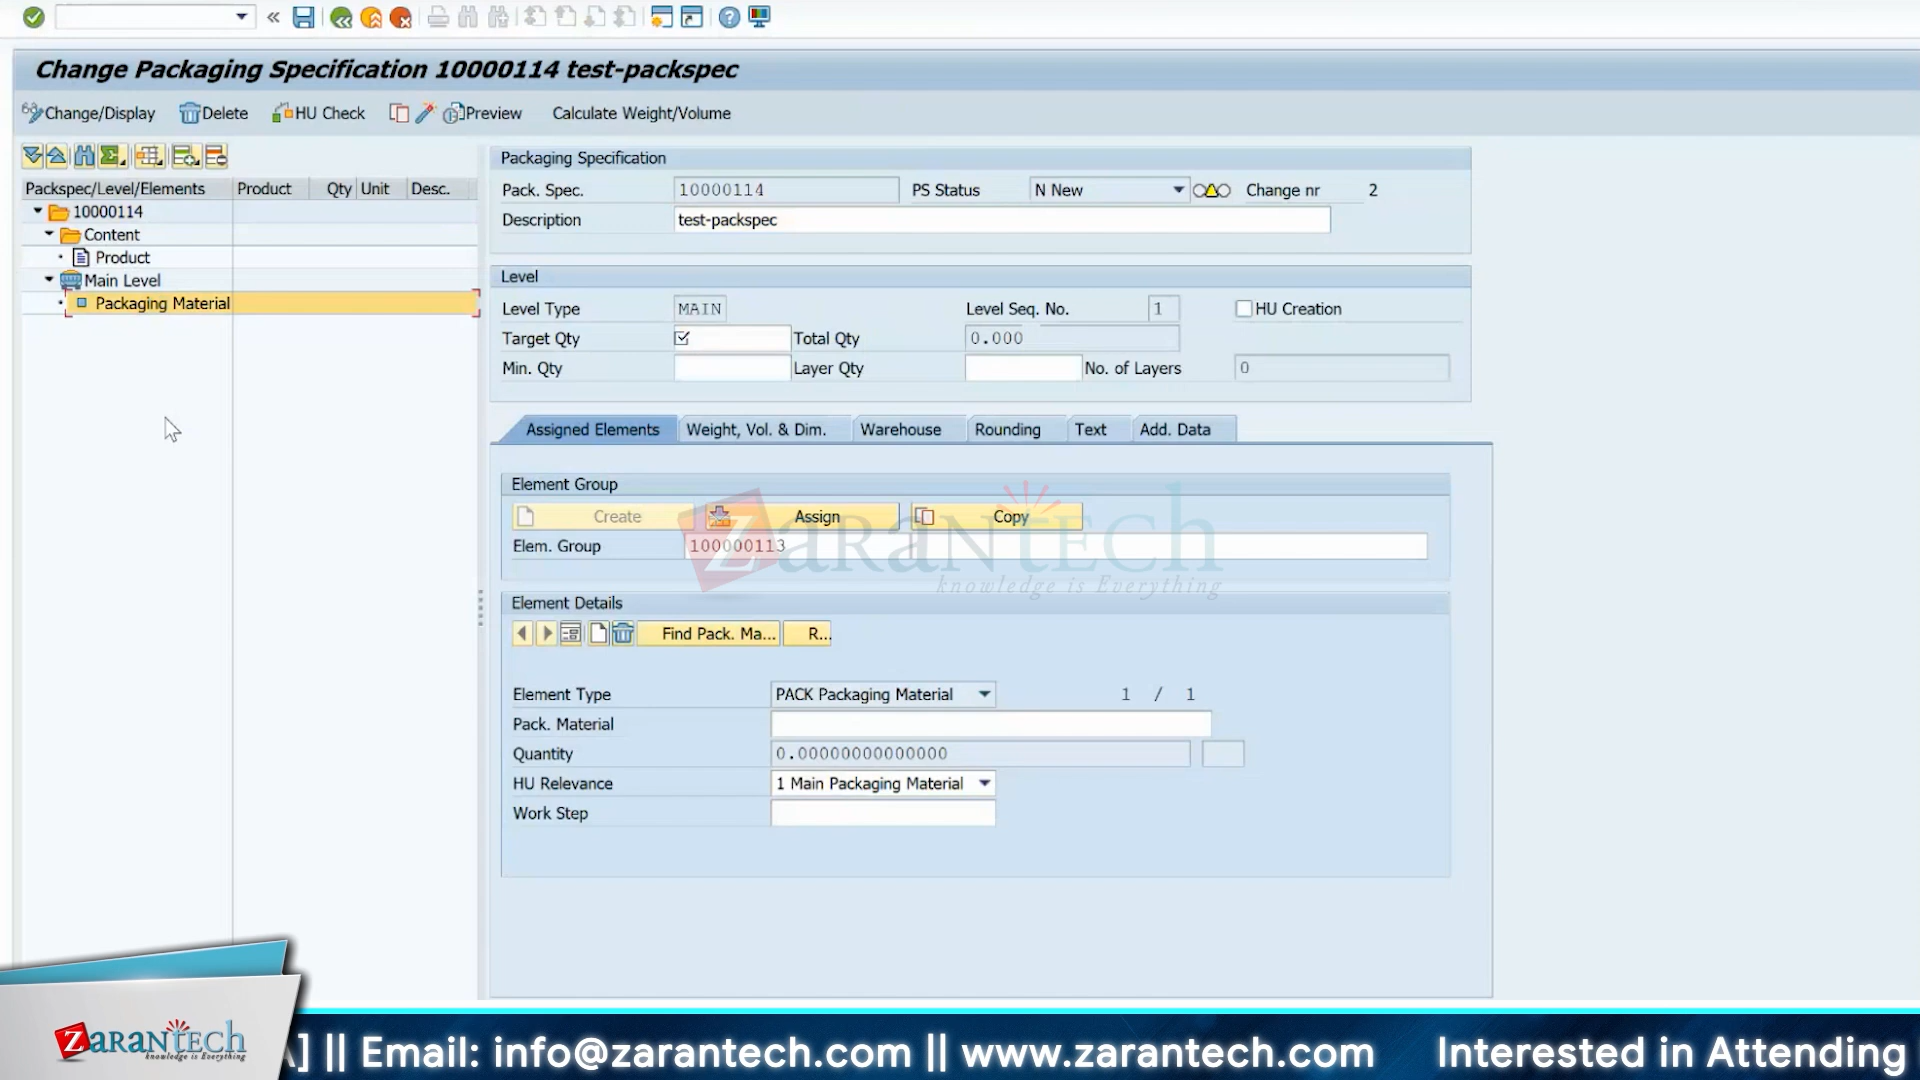 Change Packaging Specification 10000114 test-packspec
Change/Display Delete HU Check Preview Calculate Weight/Volume
Packspec/Level/Elements Product Qty Unit Desc.
10000114
Content
Product
Main Level
Packaging Material
Packaging Specification
Pack. Spec. 10000114 PS Status N New Change nr 2
Description test-packspec
Level
Level Type MAIN Level Seq. No. 1 HU Creation
Target Qty Total Qty 0.000
Min. Qty Layer Qty No. of Layers 0
Assigned Elements Weight, Vol. & Dim. Warehouse Rounding Text Add. Data
Element Group
Create Assign Copy
Elem. Group 100000113
ZaranTech
knowledge is Everything
Element Details
Find Pack. Ma... R...
Element Type PACK Packaging Material 1 / 1
Pack. Material
Quantity 0.00000000000000
HU Relevance 1 Main Packaging Material
Work Step
ZaranTech
knowledge is Everything
A] || Email: info@zarantech.com || www.zarantech.com Interested in Attending